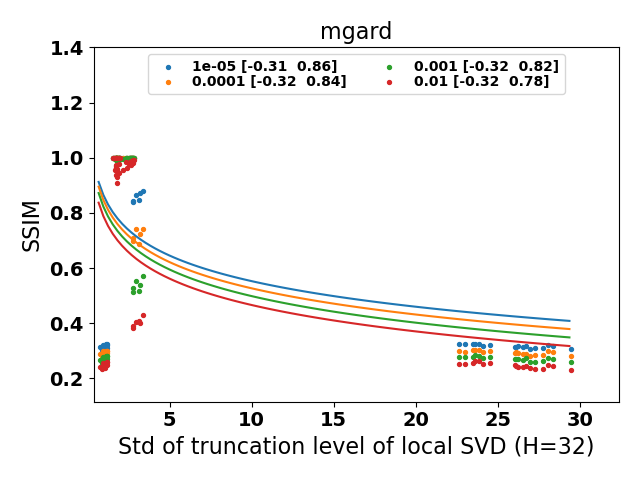 mgard
1e-05 [-0.31  0.86]
0.0001 [-0.32  0.84]
0.001 [-0.32  0.82]
0.01 [-0.32  0.78]
SSIM
1.4
1.2
1.0
0.8
0.6
0.4
0.2
5 10 15 20 25 30
Std of truncation level of local SVD (H=32)